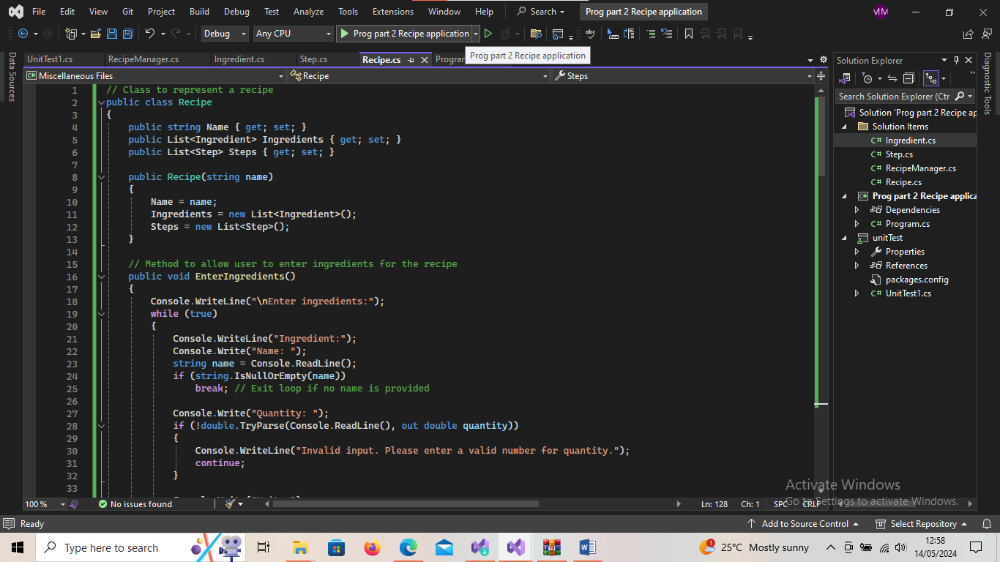 File Edit View Git Project Build Debug Test Analyze Tools Extensions Window Help Search Prog part 2 Recipe application MM
Debug Any CPU Prog part 2 Recipe application
Prog part 2 Recipe application
UnitTest1.cs RecipeManager.cs Ingredient.cs Step.cs Recipe.cs Progra
Miscellaneous Files Recipe Steps
Data Sources
1 // Class to represent a recipe
2 public class Recipe
3 {
4 public string Name { get; set; }
5 public List<Ingredient> Ingredients { get; set; }
6 public List<Step> Steps { get; set; }
7
8 public Recipe(string name)
9 {
10 Name = name;
11 Ingredients = new List<Ingredient>();
12 Steps = new List<Step>();
13 }
14
15 // Method to allow user to enter ingredients for the recipe
16 public void EnterIngredients()
17 {
18 Console.WriteLine("\nEnter ingredients:");
19 while (true)
20 {
21 Console.WriteLine("Ingredient:");
22 Console.Write("Name: ");
23 string name = Console.ReadLine();
24 if (string.IsNullOrEmpty(name))
25 break; // Exit loop if no name is provided
26
27 Console.Write("Quantity: ");
28 if (!double.TryParse(Console.ReadLine(), out double quantity))
29 {
30 Console.WriteLine("Invalid input. Please enter a valid number for quantity.");
31 continue;
32 }
33
100 % No issues found Ln: 128 Ch: 1 SPC CRLF
Solution Explorer
Search Solution Explorer (Ctr
Solution 'Prog part 2 Recipe ap
Solution Items
C# Ingredient.cs
C# Step.cs
C# RecipeManager.cs
C# Recipe.cs
C# Prog part 2 Recipe applica
Dependencies
C# Program.cs
unitTest
Properties
References
packages.config
C# UnitTest1.cs
Diagnostic Tools
Activate Windows
Go to Settings to activate Windows.
Ready Add to Source Control Select Repository
Type here to search 1 25°C Mostly sunny 12:58
14/05/2024